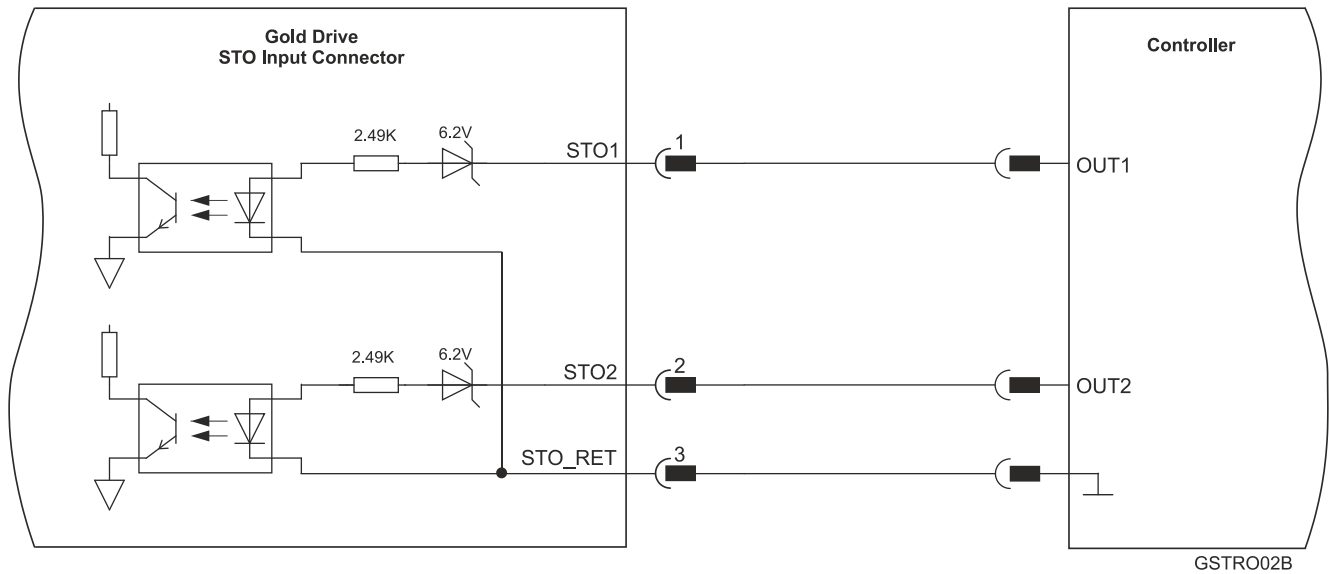 Gold Drive
STO Input Connector
Controller
2.49K
6.2V
STO1
1
OUT1
2.49K
6.2V
STO2
2
OUT2
STO_RET
3
GSTRO02B